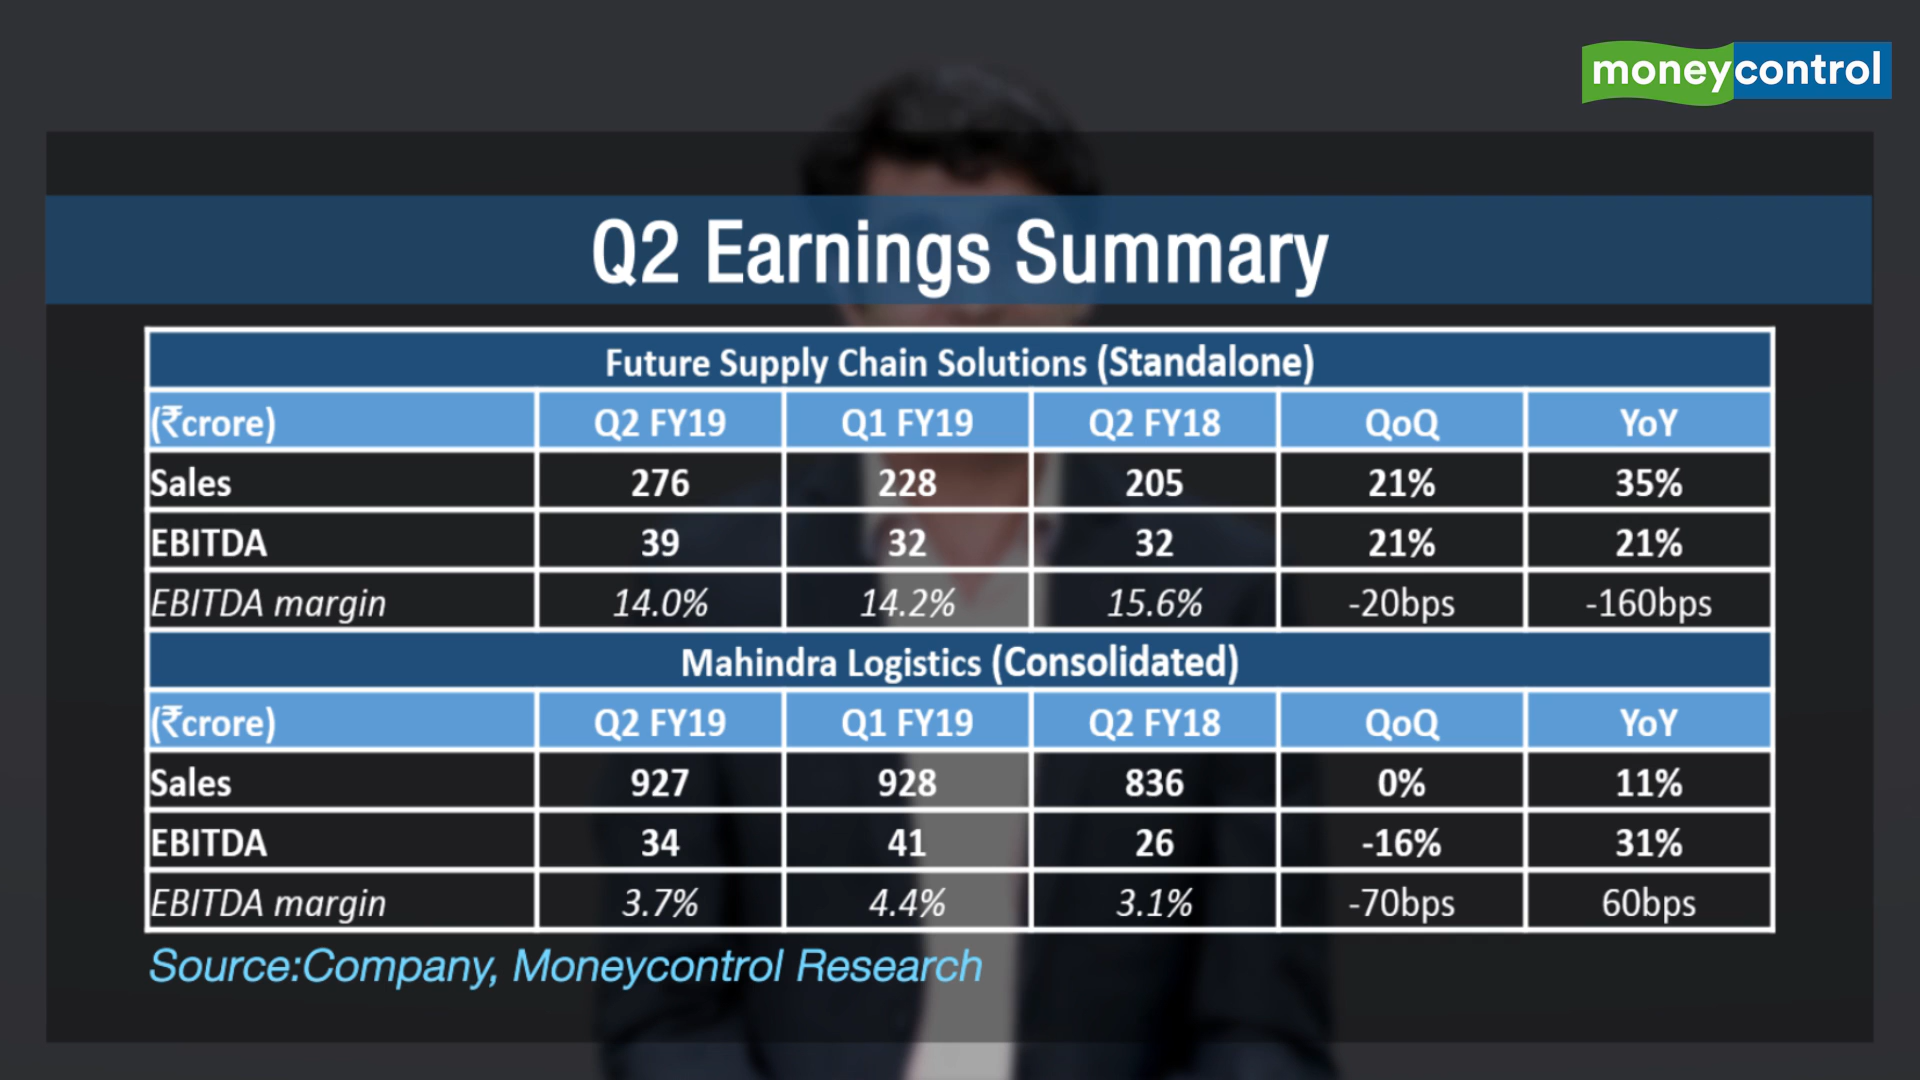 moneycontrol
Q2 Earnings Summary
Future Supply Chain Solutions (Standalone)
(₹crore) Q2 FY19 Q1 FY19 Q2 FY18 QoQ YoY
Sales 276 228 205 21% 35%
EBITDA 39 32 32 21% 21%
EBITDA margin 14.0% 14.2% 15.6% -20bps -160bps
Mahindra Logistics (Consolidated)
(₹crore) Q2 FY19 Q1 FY19 Q2 FY18 QoQ YoY
Sales 927 928 836 0% 11%
EBITDA 34 41 26 -16% 31%
EBITDA margin 3.7% 4.4% 3.1% -70bps 60bps
Source:Company, Moneycontrol Research